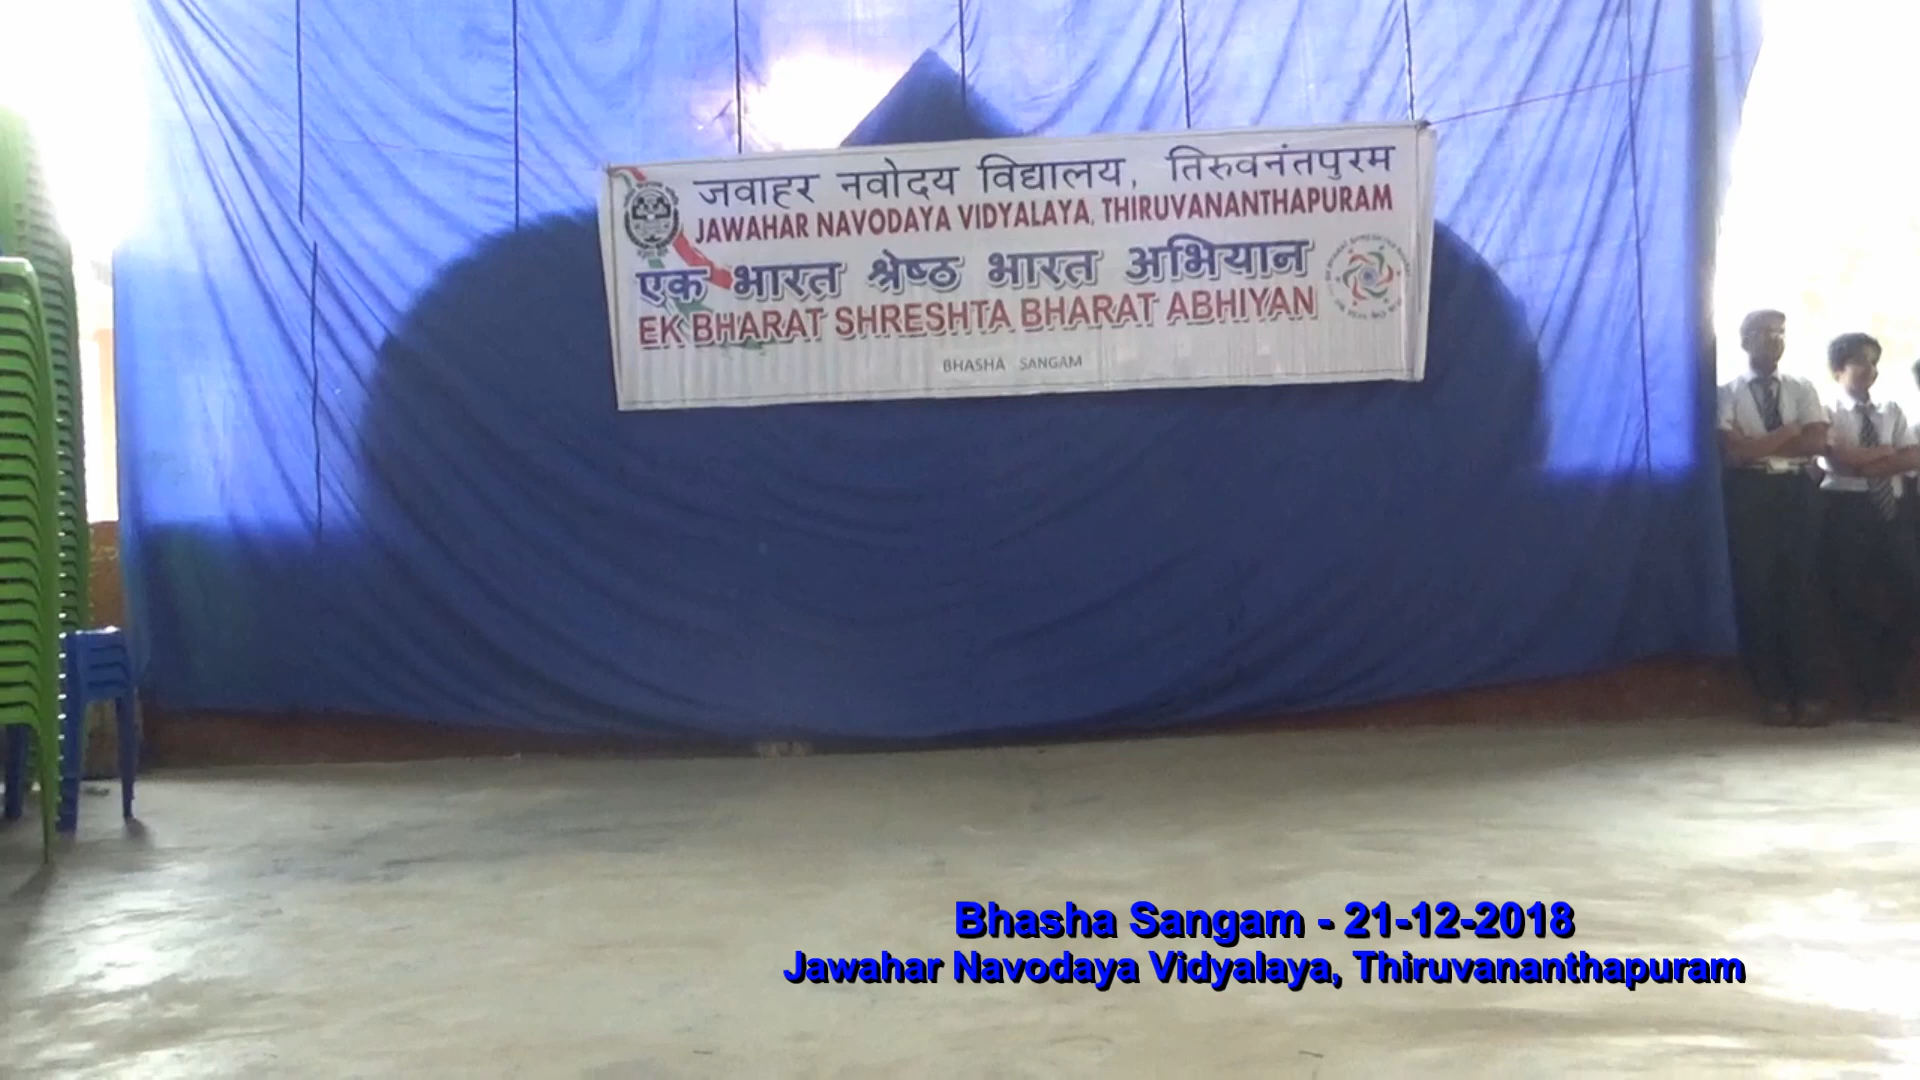 जवाहर नवोदय विद्यालय, तिरुवनंतपुरम
JAWAHAR NAVODAYA VIDYALAYA, THIRUVANANTHAPURAM
एक भारत श्रेष्ठ भारत अभियान
EK BHARAT SHRESHTA BHARAT ABHIYAN
BHASHA SANGAM
Bhasha Sangam - 21-12-2018
Jawahar Navodaya Vidyalaya, Thiruvananthapuram